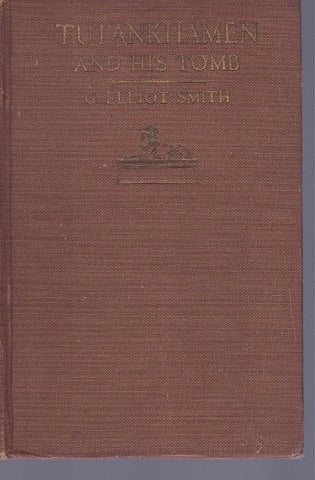 TUTANKHAMEN
AND HIS TOMB
G·ELLIOT SMITH